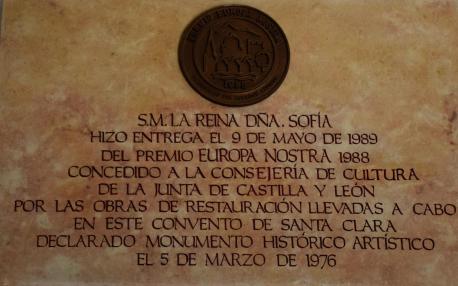 S.M. LA REINA DÑA. SOFÍA
HIZO ENTREGA EL 9 DE MAYO DE 1989
DEL PREMIO EUROPA NOSTRA 1988
CONCEDIDO A LA CONSEJERÍA DE CULTURA
DE LA JUNTA DE CASTILLA Y LEÓN
POR LAS OBRAS DE RESTAURACIÓN LLEVADAS A CABO
EN ESTE CONVENTO DE SANTA CLARA
DECLARADO MONUMENTO HISTÓRICO ARTÍSTICO
EL 5 DE MARZO DE 1976